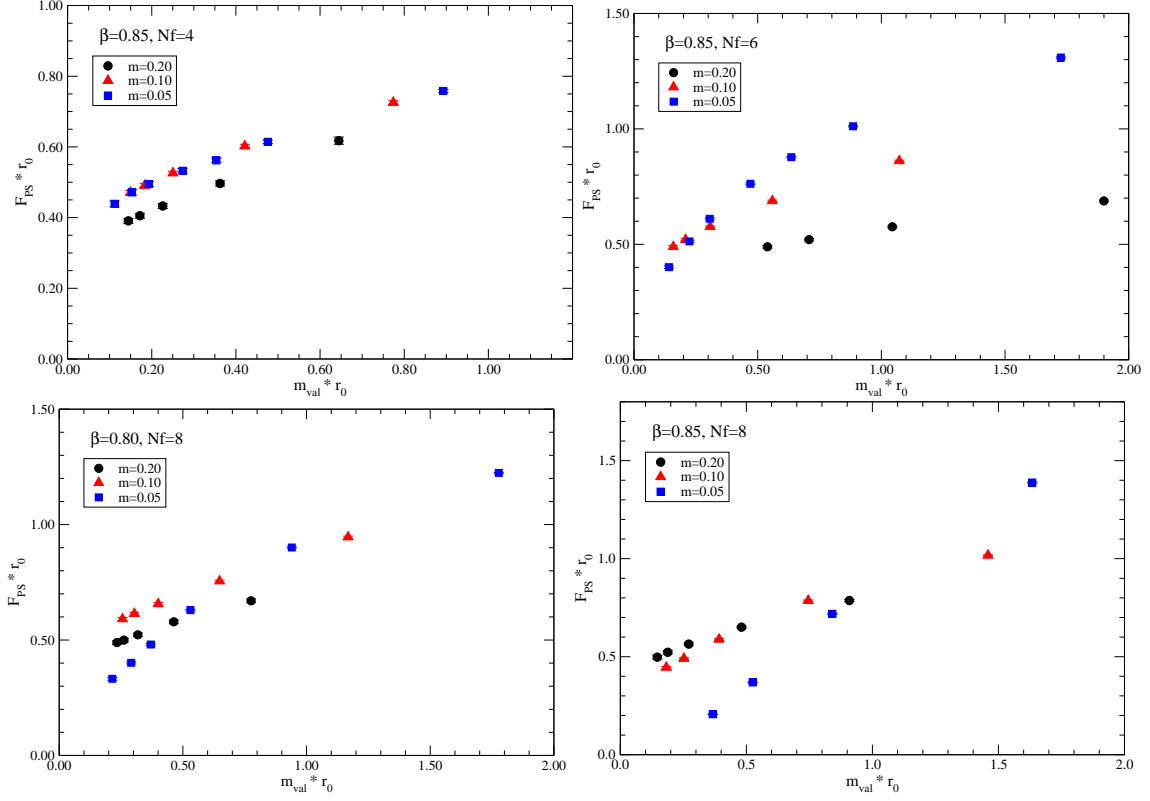 β=0.85, Nf=4
m=0.20
m=0.10
m=0.05
1.00
0.80
0.60
0.40
0.20
0.00
F_PS * r_0
0.00 0.20 0.40 0.60 0.80 1.00
m_val * r_0
β=0.85, Nf=6
m=0.20
m=0.10
m=0.05
1.50
1.00
0.50
0.00
F_PS * r_0
0.00 0.50 1.00 1.50 2.00
m_val * r_0
β=0.80, Nf=8
m=0.20
m=0.10
m=0.05
1.50
1.00
0.50
0.00
F_PS * r_0
0.00 0.50 1.00 1.50 2.00
m_val * r_0
β=0.85, Nf=8
m=0.20
m=0.10
m=0.05
1.5
1.0
0.5
0.0
F_PS * r_0
0.0 0.5 1.0 1.5 2.0
m_val * r_0